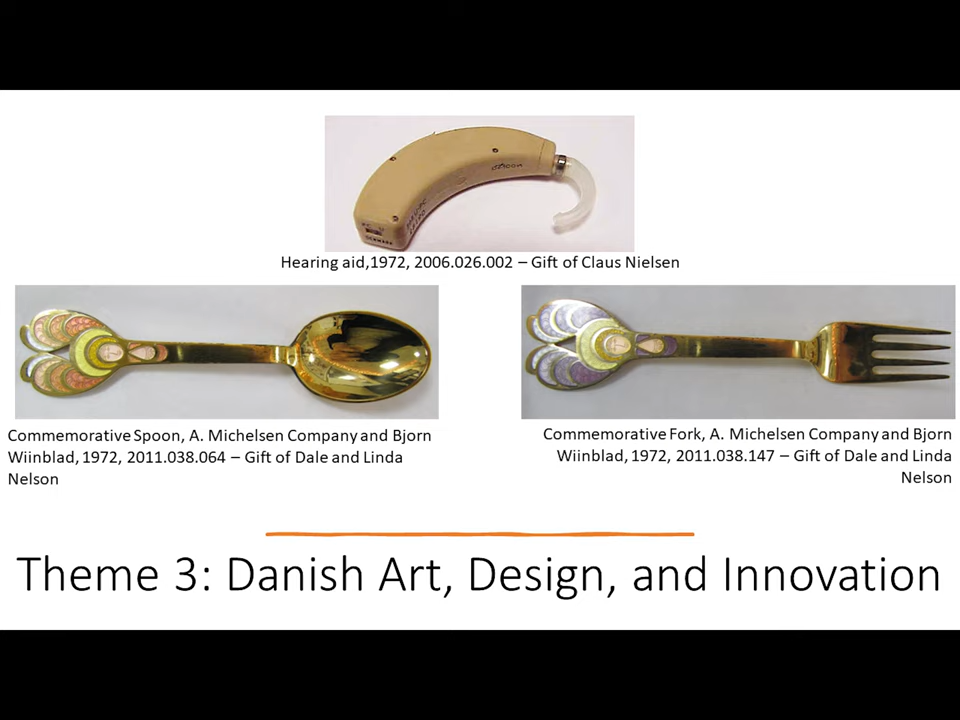 OTICON
DENMARK
Hearing aid,1972, 2006.026.002 – Gift of Claus Nielsen
Commemorative Spoon, A. Michelsen Company and Bjorn
Wiinblad, 1972, 2011.038.064 – Gift of Dale and Linda
Nelson
Commemorative Fork, A. Michelsen Company and Bjorn
Wiinblad, 1972, 2011.038.147 – Gift of Dale and Linda
Nelson
Theme 3: Danish Art, Design, and Innovation